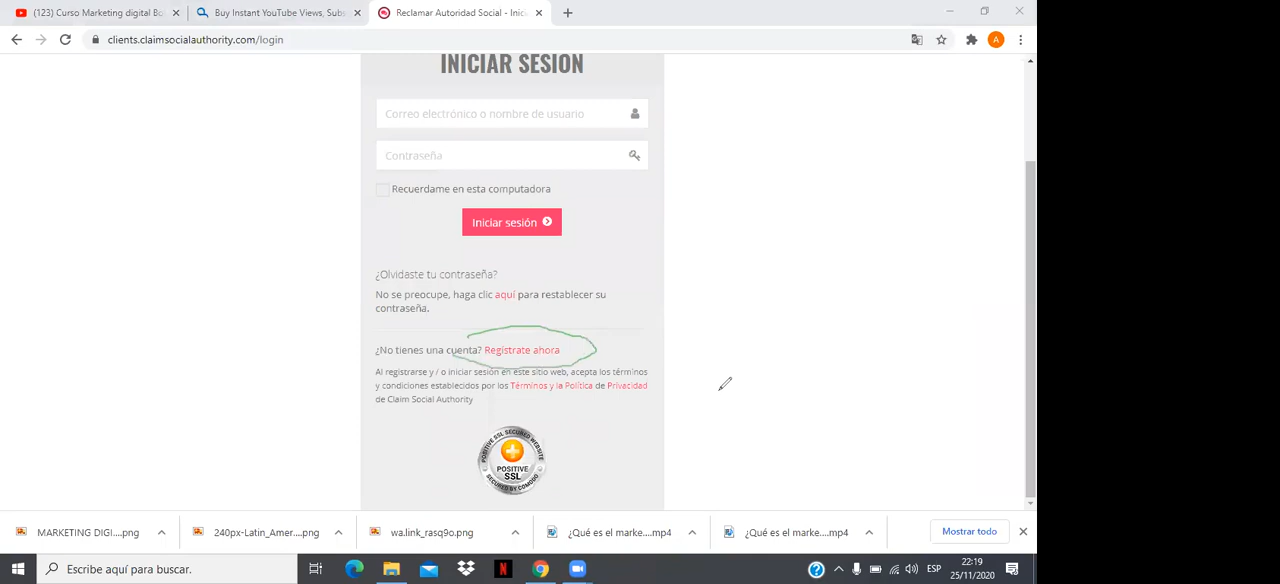 (123) Curso Marketing digital Bo
Buy Instant YouTube Views, Subs
Reclamar Autoridad Social - Inic
clients.claimsocialauthority.com/login
A
INICIAR SESION
Correo electrónico o nombre de usuario
Contraseña
Recuerdame en esta computadora
Iniciar sesión
¿Olvidaste tu contraseña?
No se preocupe, haga clic aquí para restablecer su
contraseña.
¿No tienes una cuenta? Regístrate ahora
Al registrarse y / o iniciar sesión en este sitio web, acepta los términos
y condiciones establecidos por los Términos y la Política de Privacidad
de Claim Social Authority
POSITIVE SSL SECURED WEBSITE
POSITIVE
SSL
SECURED BY COMODO
MARKETING DIGI....png
240px-Latin_Amer....png
wa.link_rasq9o.png
¿Qué es el marke....mp4
¿Qué es el marke....mp4
Mostrar todo
Escribe aquí para buscar.
N
ESP
22:19
25/11/2020